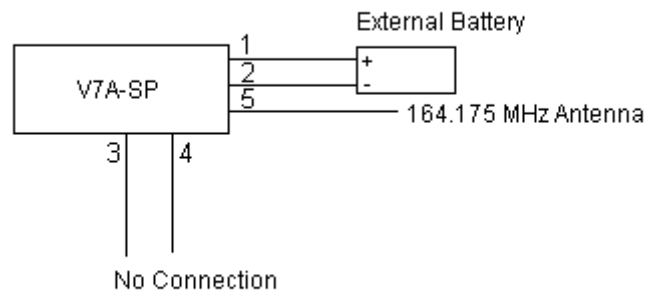 External Battery
1
+
V7A-SP
2
-
5
164.175 MHz Antenna
3
4
No Connection